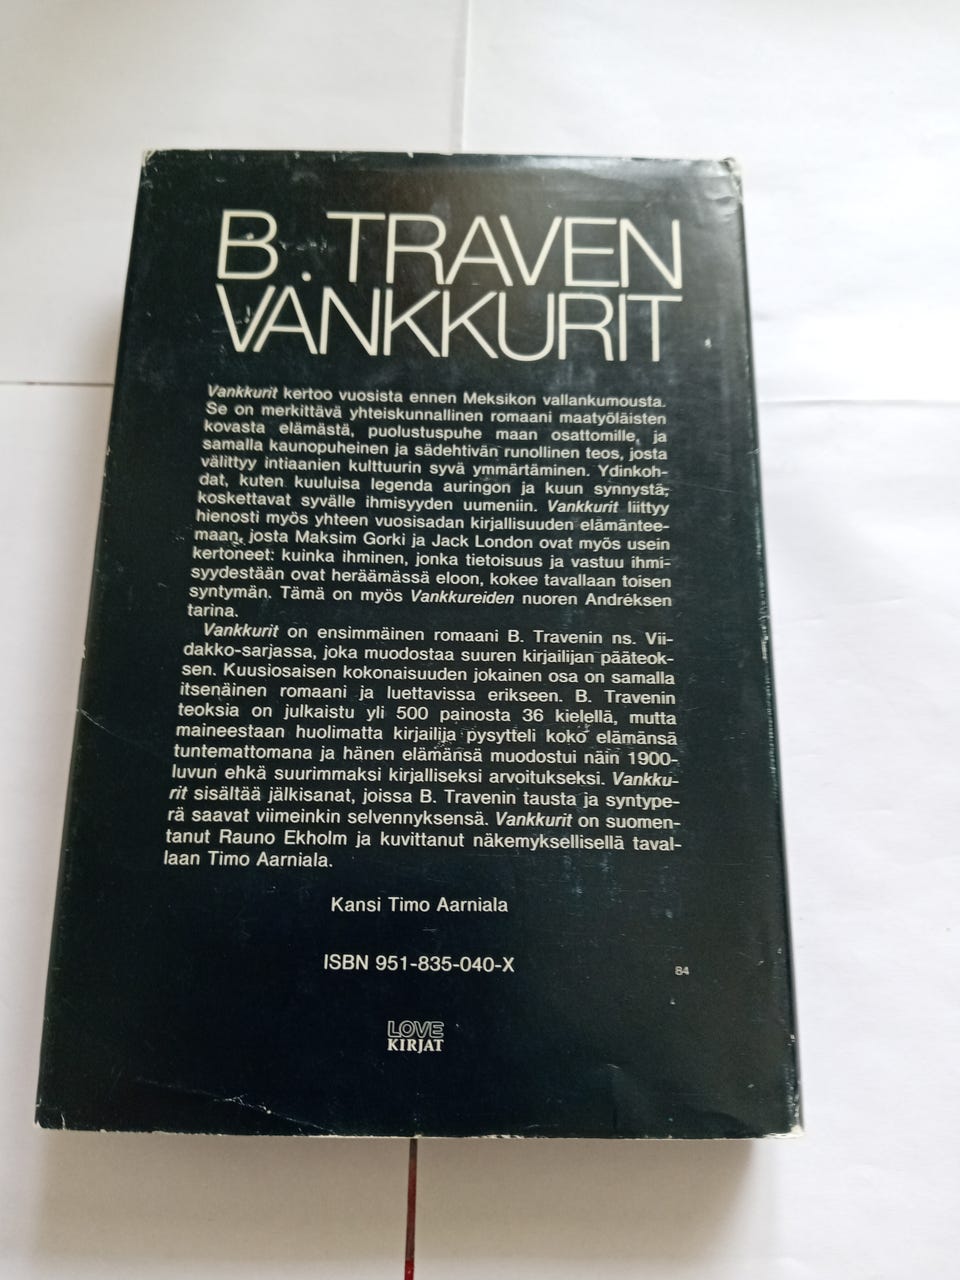 B. TRAVEN
VANKKURIT
Vankkurit kertoo vuosista ennen Meksikon vallankumousta.
Se on merkittävä yhteiskunnallinen romaani maatyöläisten
kovasta elämästä, puolustuspuhe maan osattomille, ja
samalla kaunopuheinen ja sädehtivän runollinen teos, josta
välittyy intiaanien kulttuurin syvä ymmärtäminen. Ydinkoh-
dat, kuten kuuluisa legenda auringon ja kuun synnystä,
koskettavat syvälle ihmisyyden uumeniin. Vankkurit liittyy
hienosti myös yhteen vuosisadan kirjallisuuden elämäntee-
maan, josta Maksim Gorki ja Jack London ovat myös usein
kertoneet: kuinka ihminen, jonka tietoisuus ja vastuu ihmi-
syydestään ovat heräämässä eloon, kokee tavallaan toisen
syntymän. Tämä on myös Vankkureiden nuoren Andréksen
tarina.
Vankkurit on ensimmäinen romaani B. Travenin ns. Vii-
dakko-sarjassa, joka muodostaa suuren kirjailijan pääteok-
sen. Kuusiosaisen kokonaisuuden jokainen osa on samalla
itsenäinen romaani ja luettavissa erikseen. B. Travenin
teoksia on julkaistu yli 500 painosta 36 kielellä, mutta
maineestaan huolimatta kirjailija pysytteli koko elämänsä
tuntemattomana ja hänen elämänsä muodostui näin 1900-
luvun ehkä suurimmaksi kirjalliseksi arvoitukseksi. Vankku-
rit sisältää jälkisanat, joissa B. Travenin tausta ja syntype-
rä saavat viimeinkin selvennyksensä. Vankkurit on suomen-
tanut Rauno Ekholm ja kuvittanut näkemyksellisellä taval-
laan Timo Aarniala.
Kansi Timo Aarniala
ISBN 951-835-040-X
84
LOVE
KIRJAT